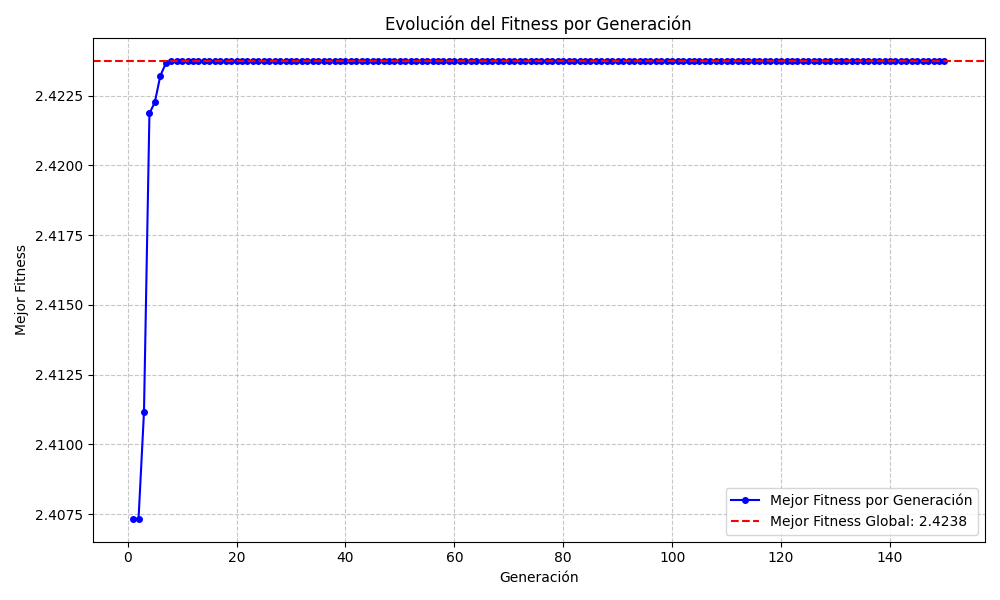 Evolución del Fitness por Generación
Mejor Fitness
2.4225
2.4200
2.4175
2.4150
2.4125
2.4100
2.4075
0 20 40 60 80 100 120 140
Generación
Mejor Fitness por Generación
Mejor Fitness Global: 2.4238